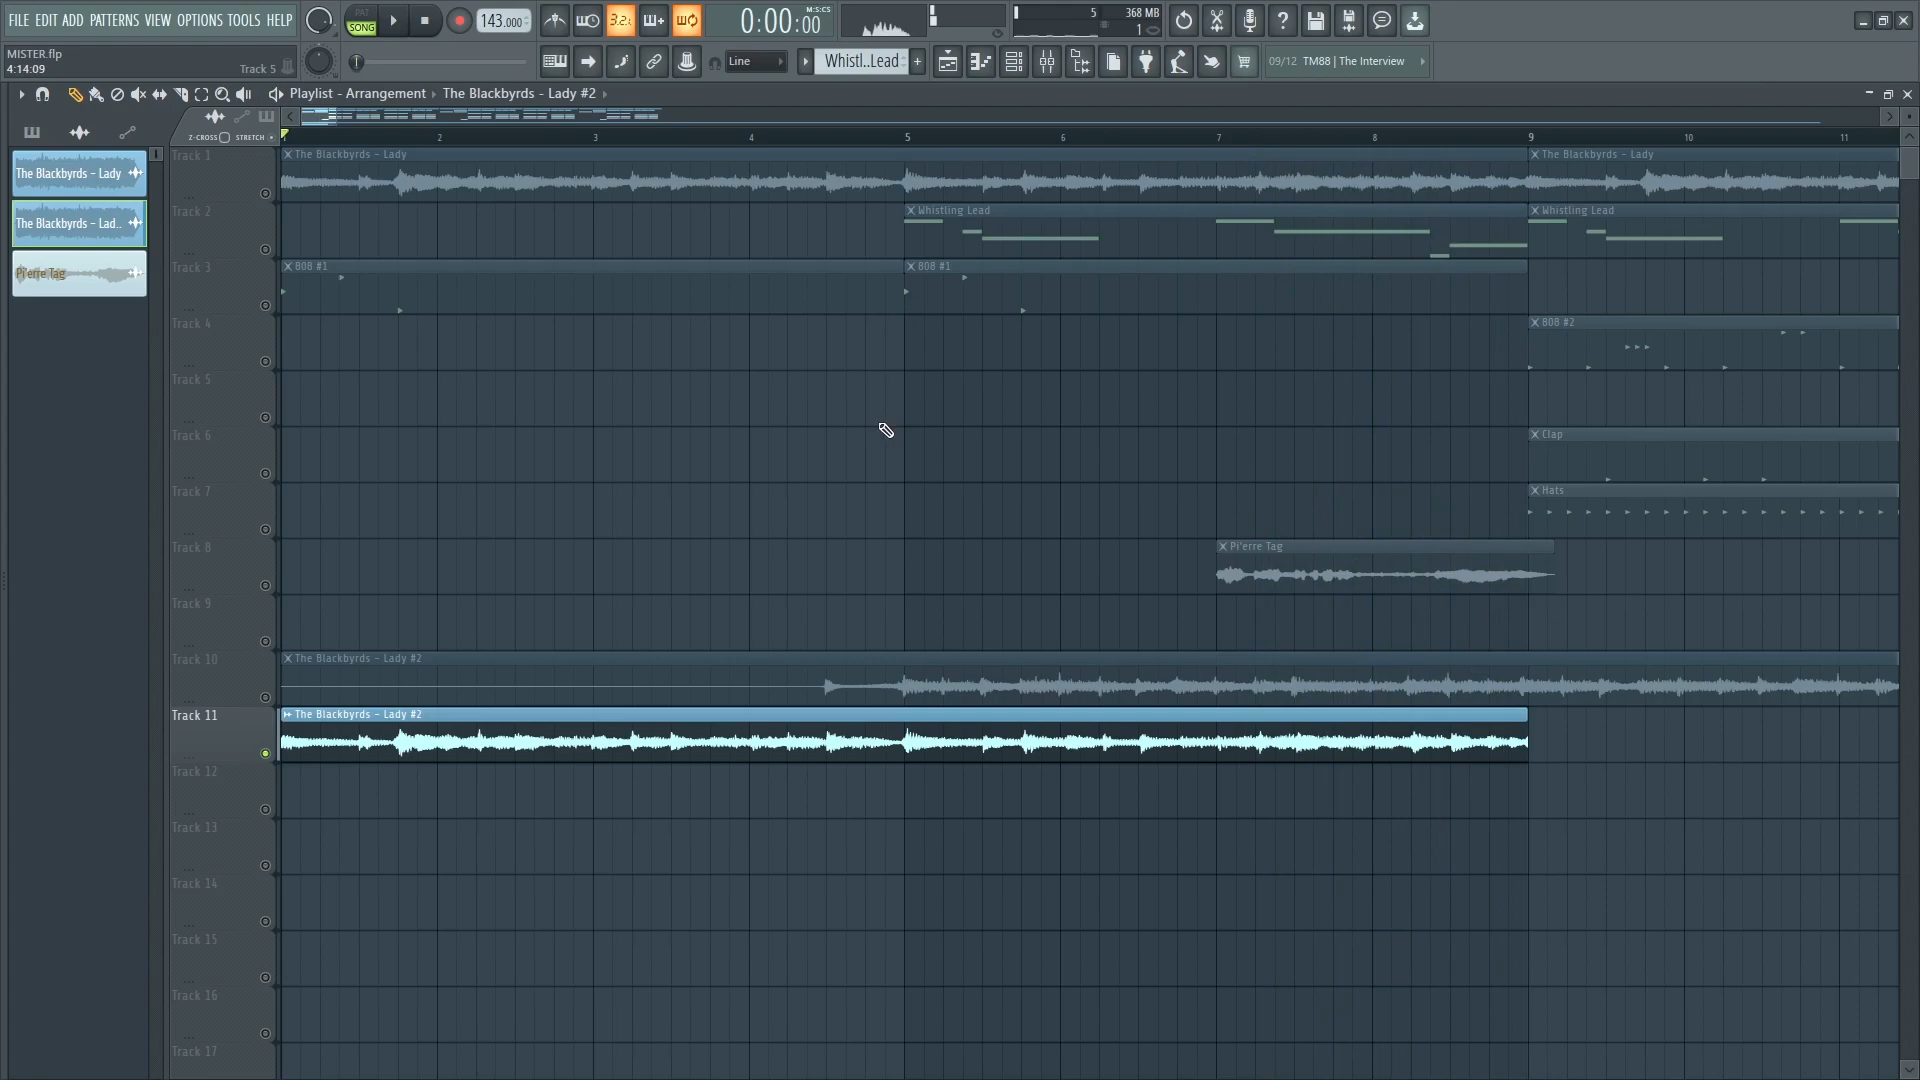 FILE EDIT ADD PATTERNS VIEW OPTIONS TOOLS HELP
PAT
SONG
143.000
3.2.
0:00:00
M:S:CS
5
368 MB
1
MISTER.flp
4:14:09
Track 5
Line
Whistl..Lead
09/12 TM88 | The Interview
Playlist - Arrangement
The Blackbyrds - Lady #2
Z-CROSS
STRETCH
2
3
4
5
6
7
8
9
10
11
The Blackbyrds - Lady
The Blackbyrds - Lad..
Pi'erre Tag
Track 1
The Blackbyrds - Lady
The Blackbyrds - Lady
Track 2
Whistling Lead
Whistling Lead
Track 3
808 #1
808 #1
Track 4
808 #2
Track 5
Track 6
Clap
Track 7
Hats
Track 8
Pi'erre Tag
Track 9
Track 10
The Blackbyrds - Lady #2
Track 11
The Blackbyrds - Lady #2
Track 12
Track 13
Track 14
Track 15
Track 16
Track 17